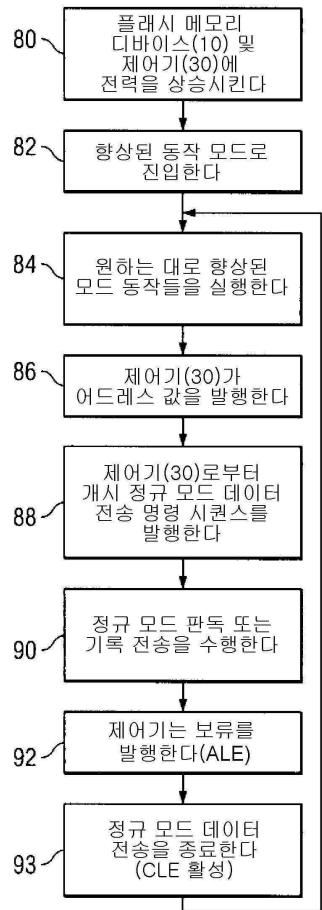 80
플래시 메모리
디바이스(10) 및
제어기(30)에
전력을 상승시킨다
82
향상된 동작 모드로
진입한다
84
원하는 대로 향상된
모드 동작들을 실행한다
86
제어기(30)가
어드레스 값을 발행한다
88
제어기(30)로부터
개시 정규 모드 데이터
전송 명령 시퀀스를
발행한다
90
정규 모드 판독 또는
기록 전송을 수행한다
92
제어기는 보류를
발행한다(ALE)
93
정규 모드 데이터
전송을 종료한다
(CLE 활성)